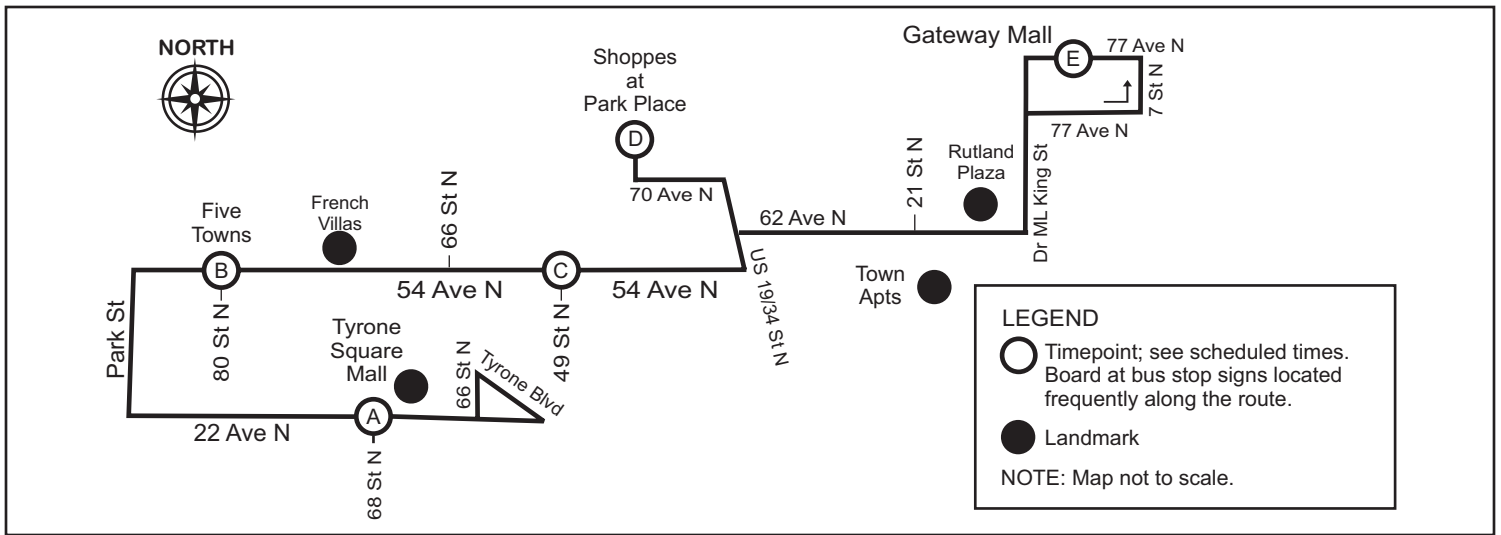 NORTH
Gateway Mall
E
77 Ave N
7 St N
77 Ave N
Shoppes
at
Park Place
D
70 Ave N
21 St N
Rutland
Plaza
Dr ML King St
62 Ave N
Five
Towns
B
French
Villas
66 St N
C
54 Ave N
54 Ave N
US 19/34 St N
Town
Apts
Park St
80 St N
Tyrone
Square
Mall
66 St N
Tyrone Blvd
49 St N
A
22 Ave N
68 St N
LEGEND
Timepoint; see scheduled times.
Board at bus stop signs located
frequently along the route.
Landmark
NOTE: Map not to scale.